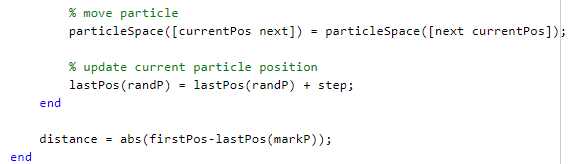 % move particle
particleSpace([currentPos next]) = particleSpace([next currentPos]);
% update current particle position
lastPos(randP) = lastPos(randP) + step;
end
distance = abs(firstPos-lastPos(markP));
end